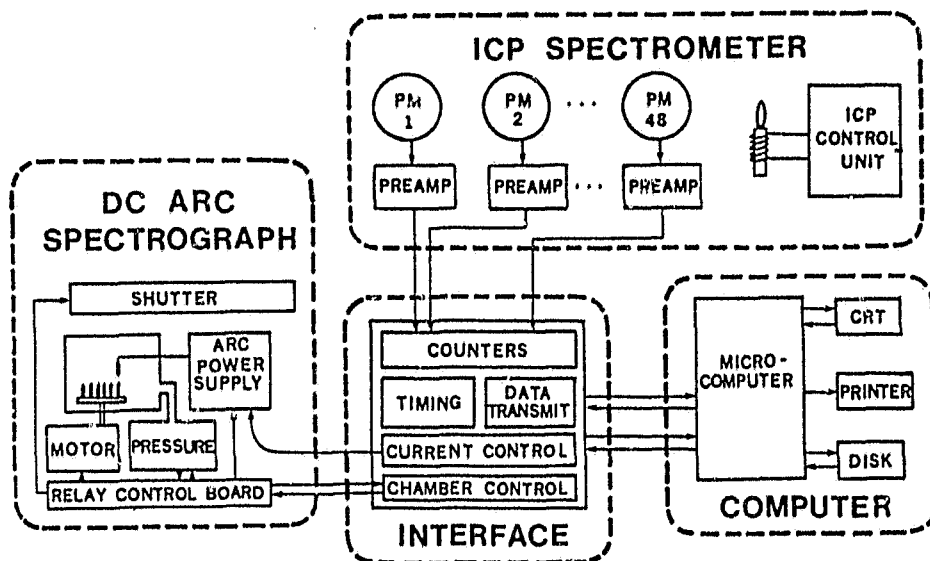 ICP SPECTROMETER
PM
1
PM
2
...
PM
48
ICP
CONTROL
UNIT
PREAMP
PREAMP
...
PREAMP
DC ARC
SPECTROGRAPH
SHUTTER
ARC
POWER
SUPPLY
MOTOR
PRESSURE
RELAY CONTROL BOARD
COUNTERS
TIMING
DATA
TRANSMIT
CURRENT CONTROL
CHAMBER CONTROL
INTERFACE
MICRO-
COMPUTER
CRT
PRINTER
DISK
COMPUTER